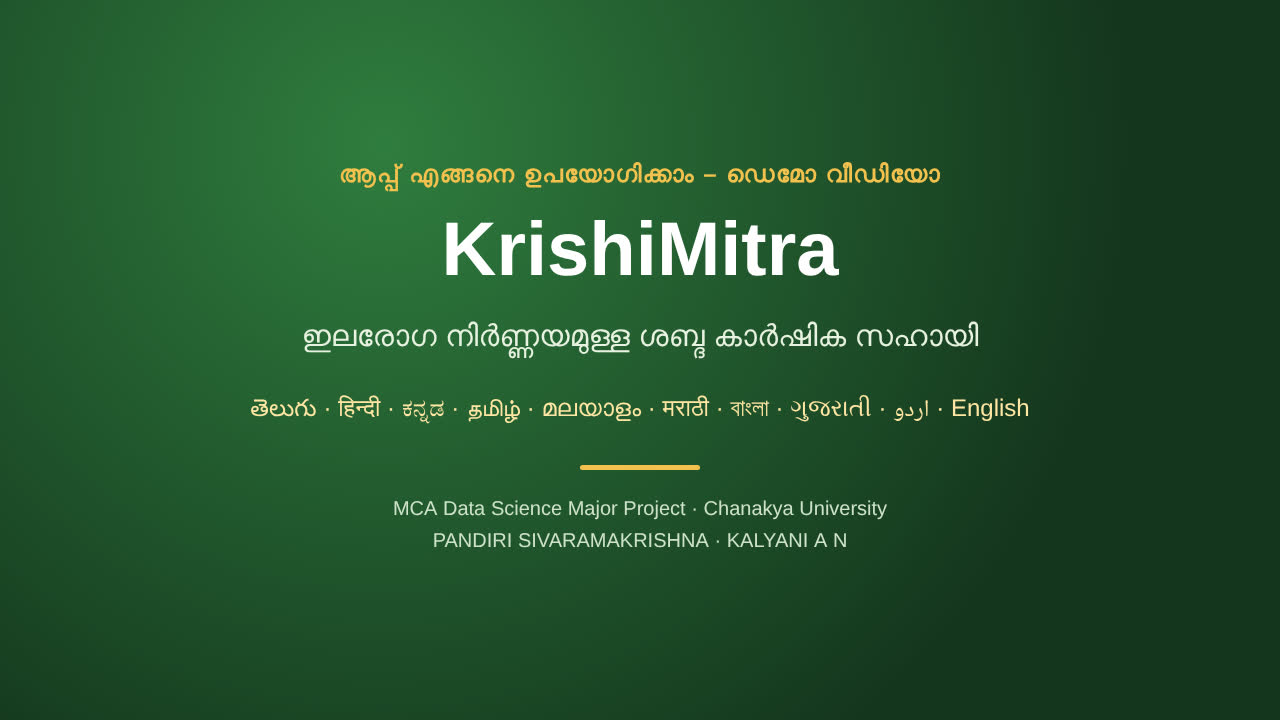 ആപ്പ് എങ്ങനെ ഉപയോഗിക്കാം – ഡെമോ വീഡിയോ
KrishiMitra
ഇലരോഗ നിർണ്ണയമുള്ള ശബ്ദ കാർഷിക സഹായി
తెలుగు · हिन्दी · ಕನ್ನಡ · தமிழ் · മലയാളം · मराठी · বাংলা · ગુજરાતી · اردو · English
MCA Data Science Major Project · Chanakya University
PANDIRI SIVARAMAKRISHNA · KALYANI A N